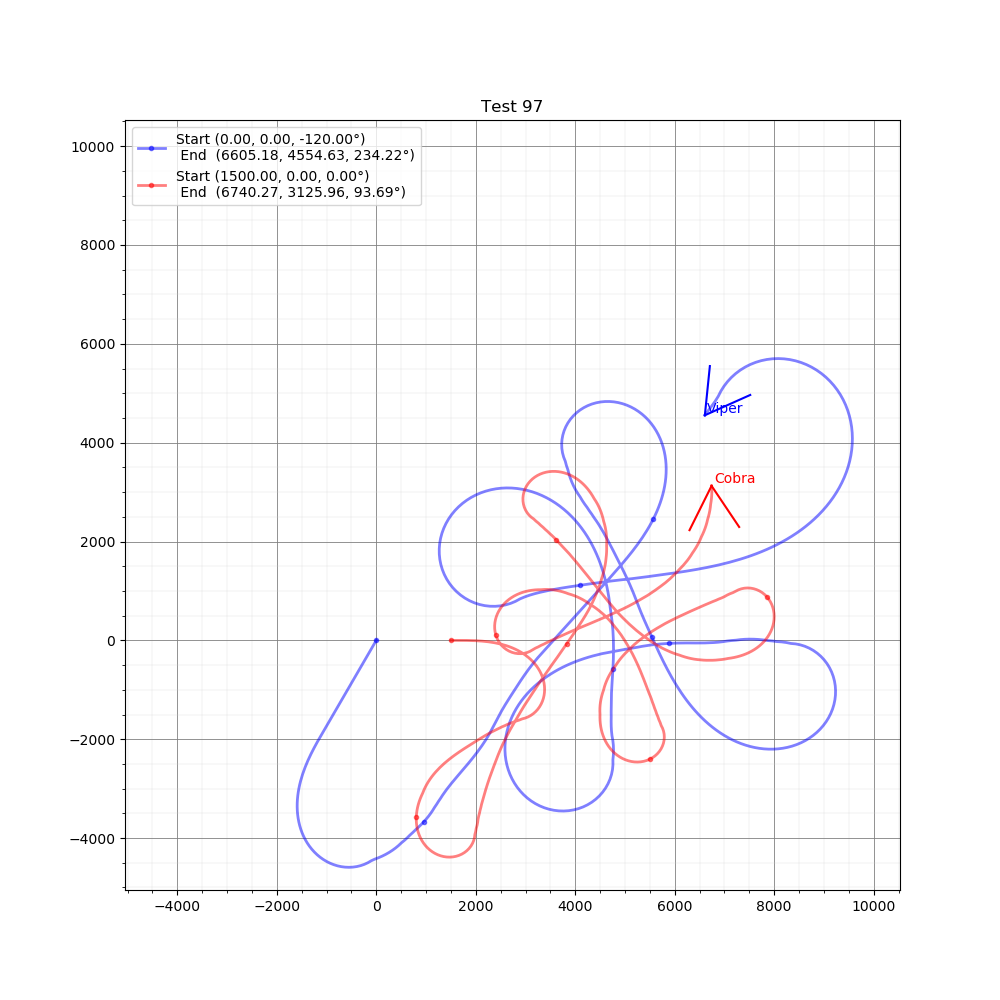 Test 97
Start (0.00, 0.00, -120.00°)
End  (6605.18, 4554.63, 234.22°)
Start (1500.00, 0.00, 0.00°)
End  (6740.27, 3125.96, 93.69°)
10000
8000
6000
4000
2000
0
−2000
−4000
Viper
Cobra
−4000 −2000 0 2000 4000 6000 8000 10000